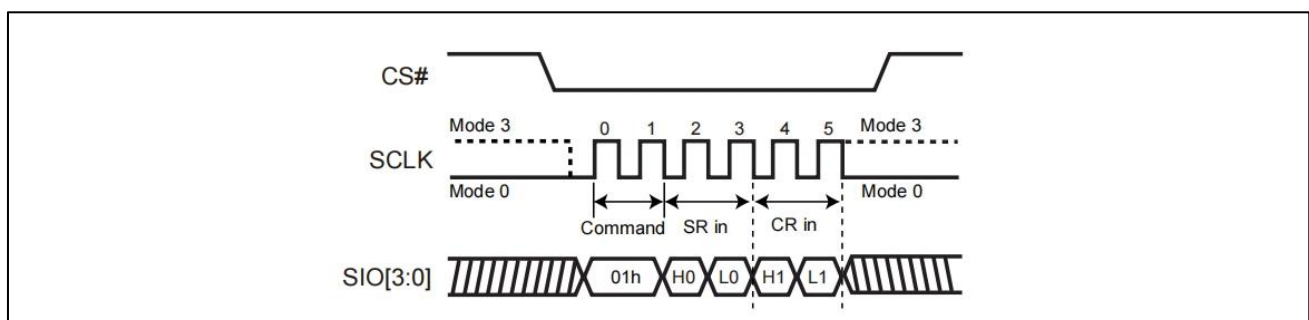 CS#
Mode 3 0 1 2 3 4 5 Mode 3
SCLK
Mode 0 Mode 0
Command SR in CR in
SIO[3:0] 01h H0 L0 H1 L1